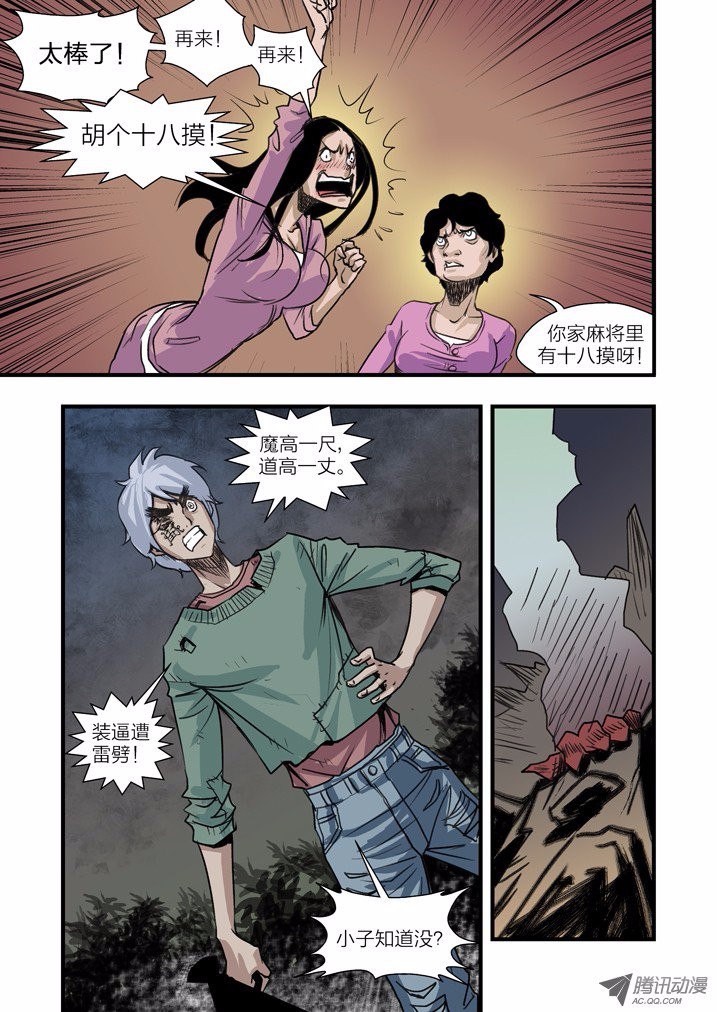 太棒了!
再来!
再来!
胡个十八摸!
你家麻将里
有十八摸呀!
魔高一尺,
道高一丈。
装逼遭
雷劈!
小子知道没?
腾讯动漫
AC.QQ.COM